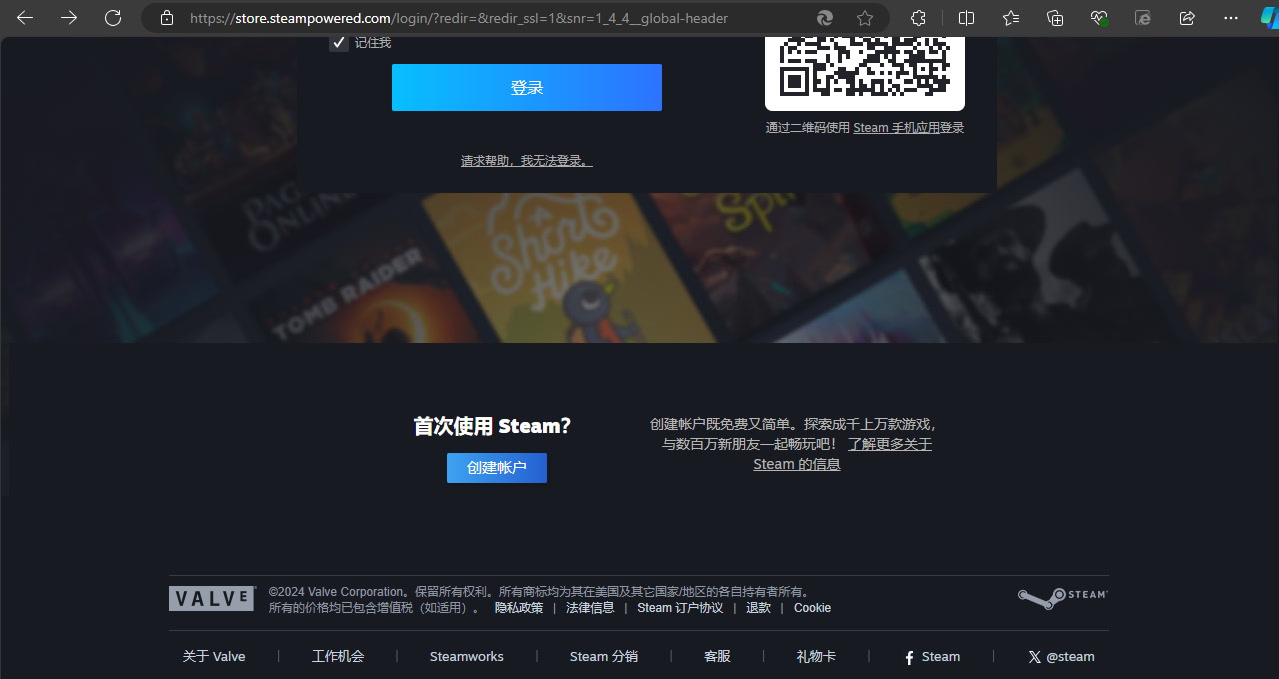 https://store.steampowered.com/login/?redir=&redir_ssl=1&snr=1_4_4__global-header
记住我
登录
通过二维码使用 Steam 手机应用登录
请求帮助，我无法登录。
PAG
ONLINE
TOMB RAIDER
A
Short
Hike
Spir
首次使用 Steam？
创建帐户
创建帐户既免费又简单。探索成千上万款游戏，
与数百万新朋友一起畅玩吧！ 了解更多关于
Steam 的信息
VALVE
©2024 Valve Corporation。保留所有权利。所有商标均为其在美国及其它国家/地区的各自持有者所有。
所有的价格均已包含增值税（如适用）。 隐私政策 | 法律信息 | Steam 订户协议 | 退款 | Cookie
STEAM
关于 Valve | 工作机会 | Steamworks | Steam 分销 | 客服 | 礼物卡 | Steam | @steam